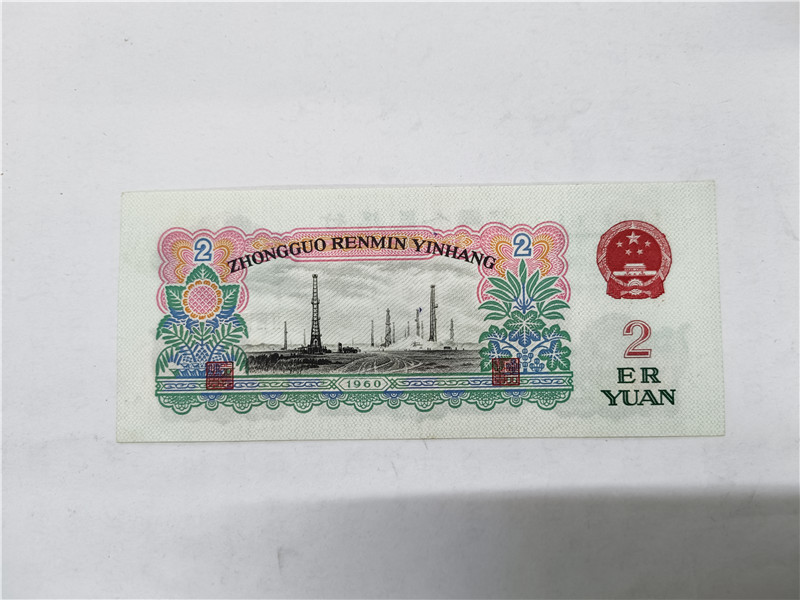 ZHONGGUO RENMIN YINHANG
2
2
2
ER
YUAN
1960